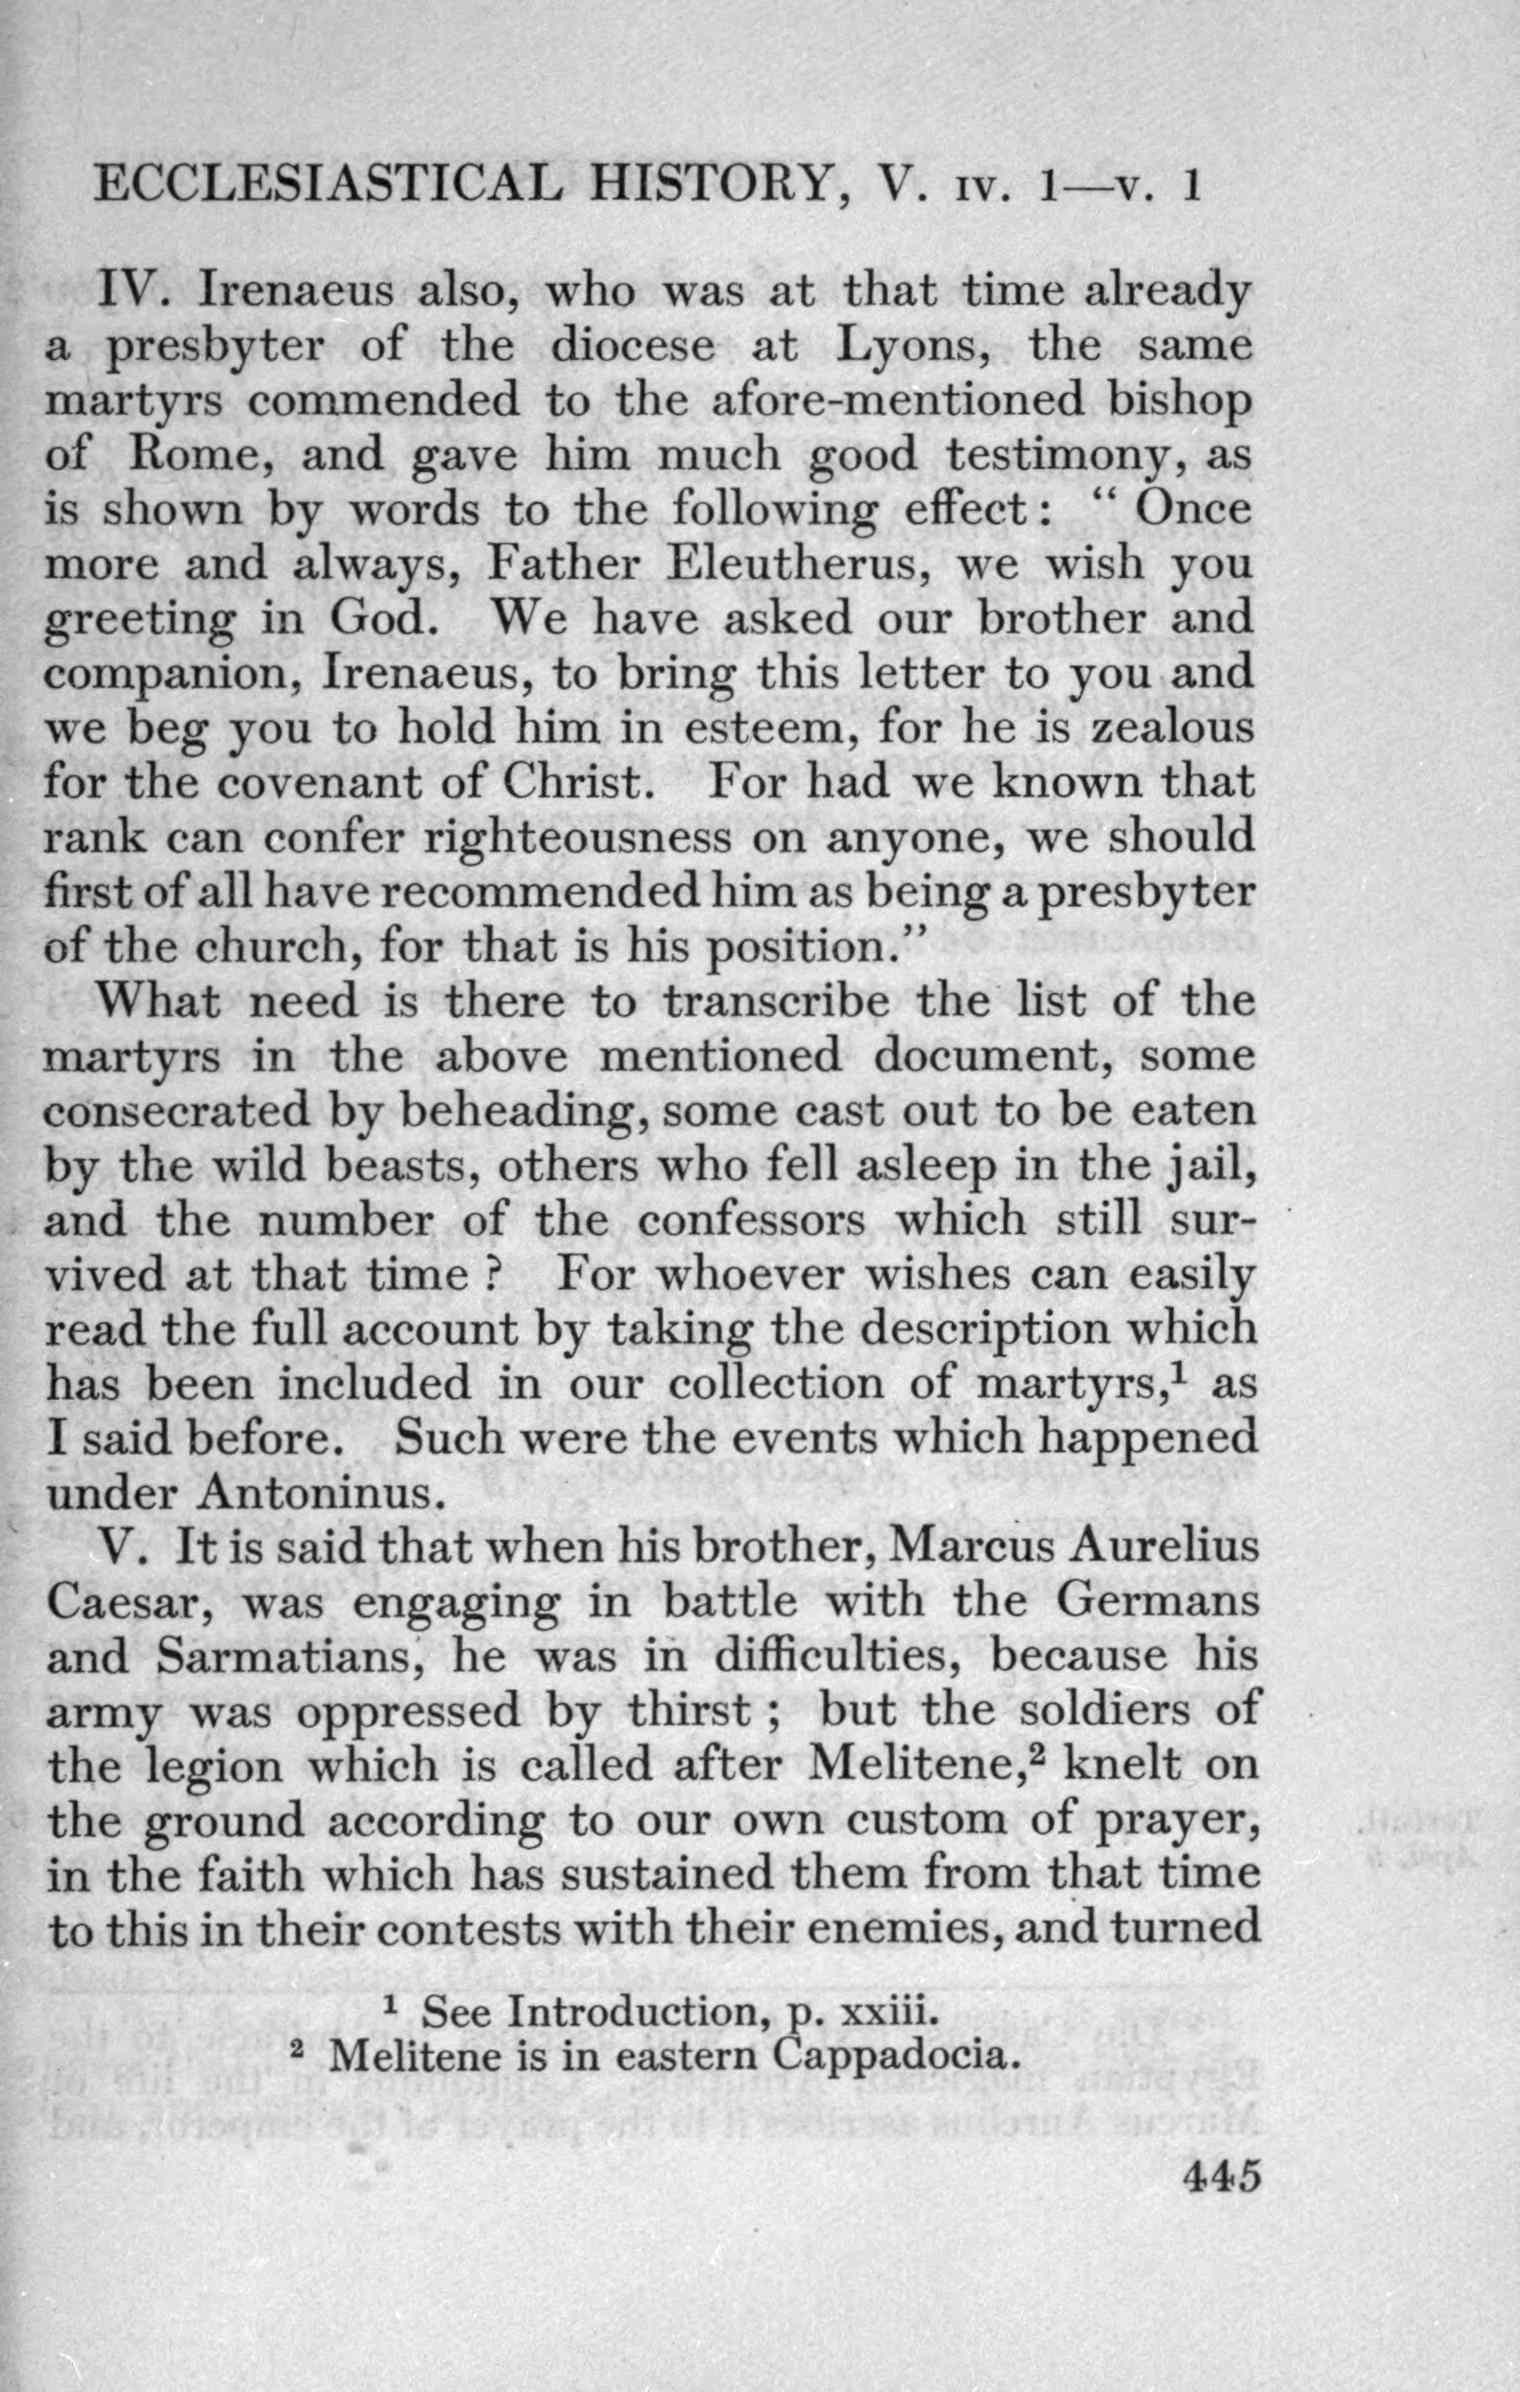 ECCLESIASTICAL HISTORY, V. IV. 1—V. 1
IV. Irenaeus also, who was at that time already
a presbyter of the diocese at Lyons, the same
martyrs commended to the afore-mentioned bishop
of Rome, and gave him much good testimony, as
is shown by words to the following effect: “ Once
more and always, Father Eleutherus, we wish you
greeting in God. We have asked our brother and
companion, Irenaeus, to bring this letter to you and
we beg you to hold him in esteem, for he is zealous
for the covenant of Christ. For had we known that
rank can confer righteousness on anyone, we should
first of all have recommended him as being a presbyter
of the church, for that is his position.”
What need is there to transcribe the list of the
martyrs in the above mentioned document, some
consecrated by beheading, some cast out to be eaten
by the wild beasts, others who fell asleep in the jail,
and the number of the confessors which still sur-
vived at that time ? For whoever wishes can easily
read the full account by taking the description which
has been included in our collection of martyrs,¹ as
I said before. Such were the events which happened
under Antoninus.
V. It is said that when his brother, Marcus Aurelius
Caesar, was engaging in battle with the Germans
and Sarmatians, he was in difficulties, because his
army was oppressed by thirst ; but the soldiers of
the legion which is called after Melitene,² knelt on
the ground according to our own custom of prayer,
in the faith which has sustained them from that time
to this in their contests with their enemies, and turned
¹ See Introduction, p. xxiii.
² Melitene is in eastern Cappadocia.
445